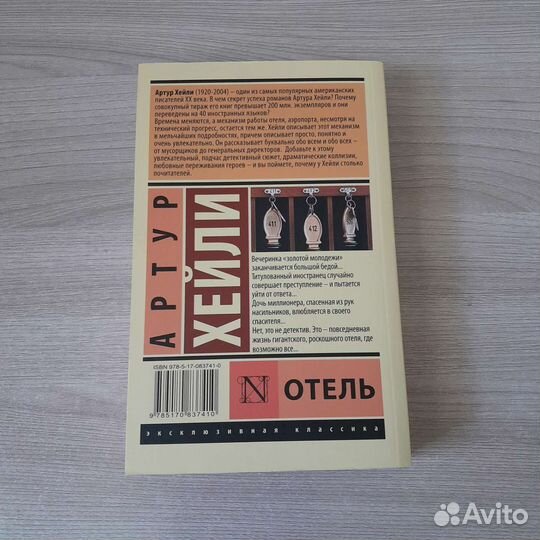 Артур Хейли (1920-2004) – один из самых популярных американских
писателей XX века. В чем секрет успеха романов Артура Хейли? Почему
совокупный тираж его книг превышает 200 млн. экземпляров и они
переведены на 40 иностранных языков?
Времена меняются, а механизм работы отеля, аэропорта, несмотря на
технический прогресс, остается тем же. Хейли описывает этот механизм
в мельчайших подробностях, причем описывает просто, понятно и
очень увлекательно. Он рассказывает буквально обо всем и обо всех –
от мусорщиков до генеральных директоров. Добавьте к этому
увлекательный, подчас детективный сюжет, драматические коллизии,
любовные переживания героев – и вы поймете, почему у Хейли столько
почитателей.
АРТУР
ХЕЙЛИ
411
412
Вечеринка «золотой молодежи»
заканчивается большой бедой...
Титулованный иностранец случайно
совершает преступление – и пытается
уйти от ответа...
Дочь миллионера, спасенная из рук
насильников, влюбляется в своего
спасителя...
Нет, это не детектив. Это – повседневная
жизнь гигантского, роскошного отеля, где
возможно все...
ISBN 978-5-17-083741-0
9 785170 837410
N
ОТЕЛЬ
эксклюзивная классика
Avito